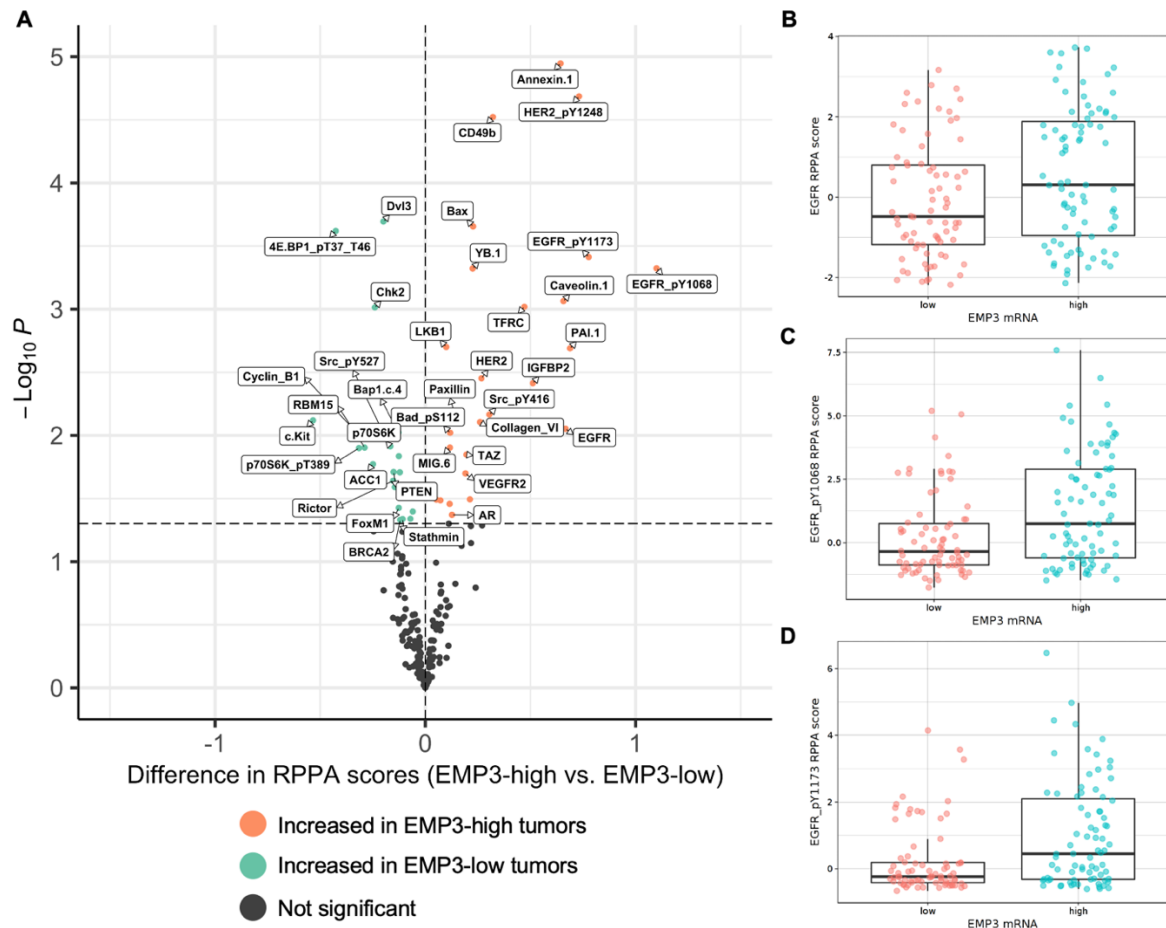 A
5
4
3
2
1
0
−Log10 P
Annexin.1
HER2_pY1248
CD49b
Dvl3
Bax
4E.BP1_pT37_T46
EGFR_pY1173
YB.1
EGFR_pY1068
Chk2
Caveolin.1
TFRC
LKB1
PAI.1
Src_pY527
HER2
IGFBP2
Cyclin_B1
Bap1.c.4
Paxillin
RBM15
Src_pY416
Bad_pS112
c.Kit
p70S6K
Collagen_VI
EGFR
p70S6K_pT389
MIG.6
TAZ
ACC1
PTEN
VEGFR2
Rictor
FoxM1
AR
Stathmin
BRCA2
-1
0
1
Difference in RPPA scores (EMP3-high vs. EMP3-low)
Increased in EMP3-high tumors
Increased in EMP3-low tumors
Not significant
B
4
2
0
-2
EGFR RPPA score
low
high
EMP3 mRNA
C
7.5
5.0
2.5
0.0
EGFR_pY1068 RPPA score
low
high
EMP3 mRNA
D
6
4
2
0
EGFR_pY1173 RPPA score
low
high
EMP3 mRNA